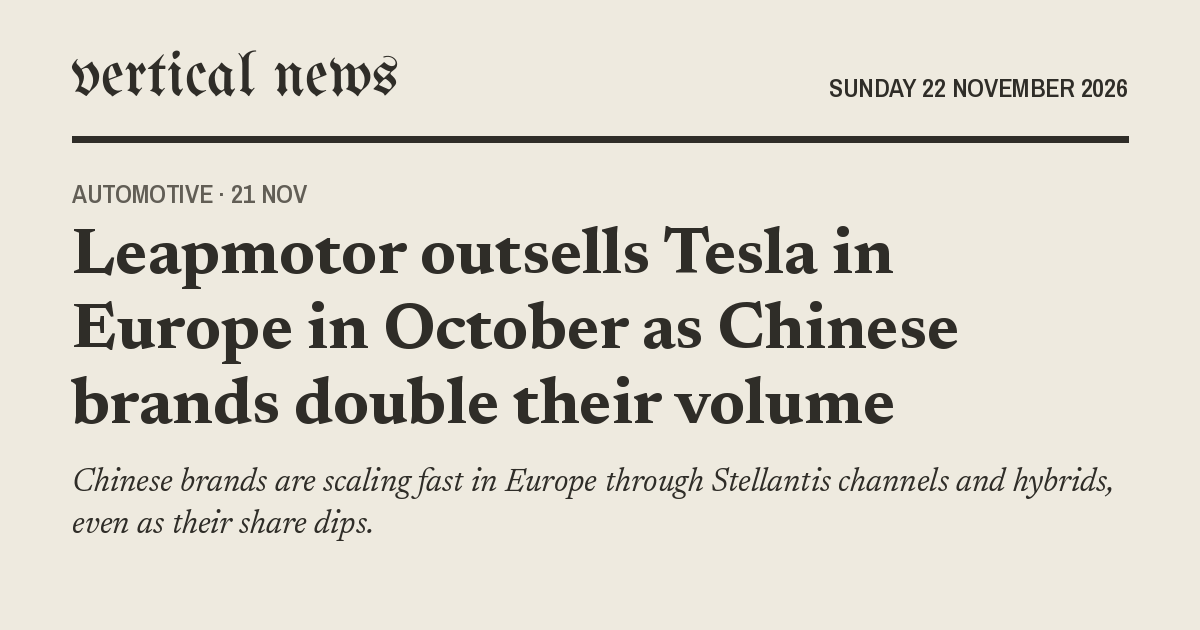 vertical news
SUNDAY 22 NOVEMBER 2026
AUTOMOTIVE · 21 NOV
Leapmotor outsells Tesla in
Europe in October as Chinese
brands double their volume
Chinese brands are scaling fast in Europe through Stellantis channels and hybrids,
even as their share dips.